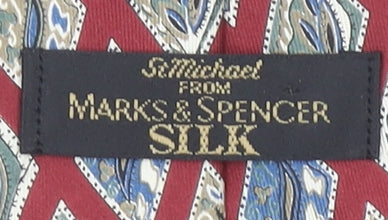 St Michael
FROM
MARKS & SPENCER
SILK